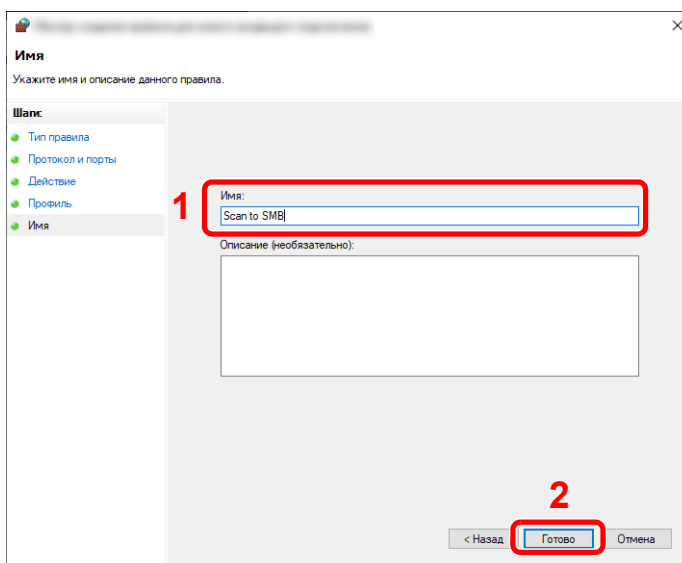 Имя
Укажите имя и описание данного правила.
Шаги:
Тип правила
Протокол и порты
Действие
Профиль
Имя
1
Имя:
Scan to SMB
Описание (необязательно):
2
< Назад
Готово
Отмена